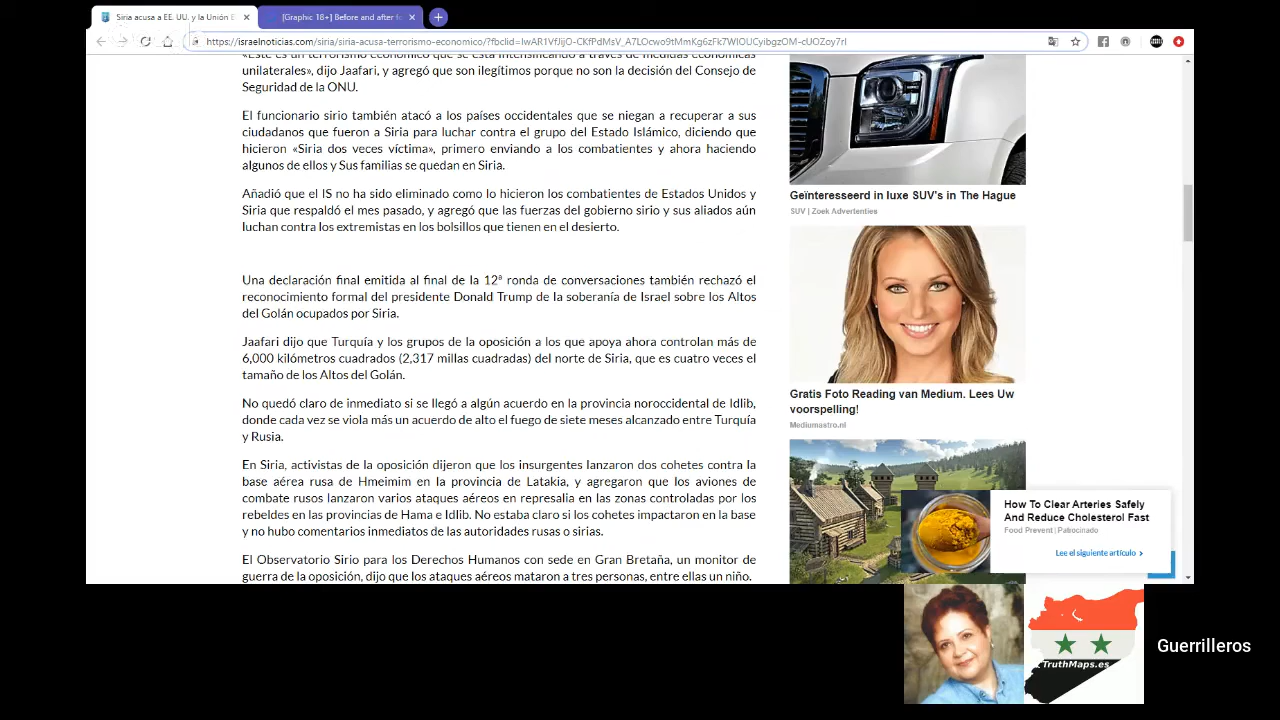 Siria acusa a EE. UU. y la Unión E
[Graphic 18+] Before and after fo
https://israelnoticias.com/siria/siria-acusa-terrorismo-economico/?fbclid=
unilaterales», dijo Jaafari, y agregó que son ilegítimos porque no son la decisión del Consejo de
Seguridad de la ONU.
El funcionario sirio también atacó a los países occidentales que se niegan a recuperar a sus
ciudadanos que fueron a Siria para luchar contra el grupo del Estado Islámico, diciendo que
hicieron «Siria dos veces víctima», primero enviando a los combatientes y ahora haciendo
algunos de ellos y Sus familias se quedan en Siria.
Añadió que el IS no ha sido eliminado como lo hicieron los combatientes de Estados Unidos y
Siria que respaldó el mes pasado, y agregó que las fuerzas del gobierno sirio y sus aliados aún
luchan contra los extremistas en los bolsillos que tienen en el desierto.
Una declaración final emitida al final de la 12ª ronda de conversaciones también rechazó el
reconocimiento formal del presidente Donald Trump de la soberanía de Israel sobre los Altos
del Golán ocupados por Siria.
Jaafari dijo que Turquía y los grupos de la oposición a los que apoya ahora controlan más de
6,000 kilómetros cuadrados (2,317 millas cuadradas) del norte de Siria, que es cuatro veces el
tamaño de los Altos del Golán.
No quedó claro de inmediato si se llegó a algún acuerdo en la provincia noroccidental de Idlib,
donde cada vez se viola más un acuerdo de alto el fuego de siete meses alcanzado entre Turquía
y Rusia.
En Siria, activistas de la oposición dijeron que los insurgentes lanzaron dos cohetes contra la
base aérea rusa de Hmeimim en la provincia de Latakia, y agregaron que los aviones de
combate rusos lanzaron varios ataques aéreos en represalia en las zonas controladas por los
rebeldes en las provincias de Hama e Idlib. No estaba claro si los cohetes impactaron en la base
y no hubo comentarios inmediatos de las autoridades rusas o sirias.
El Observatorio Sirio para los Derechos Humanos con sede en Gran Bretaña, un monitor de
guerra de la oposición, dijo que los ataques aéreos mataron a tres personas, entre ellas un niño.
Geïnteresseerd in luxe SUV's in The Hague
SUV | Zoek Advertenties
Gratis Foto Reading van Medium. Lees Uw
voorspelling!
Mediumastro.nl
How To Clear Arteries Safely
And Reduce Cholesterol Fast
Food Prevent | Patrocinado
Lee el siguiente artículo >
TruthMaps.es
Guerrilleros